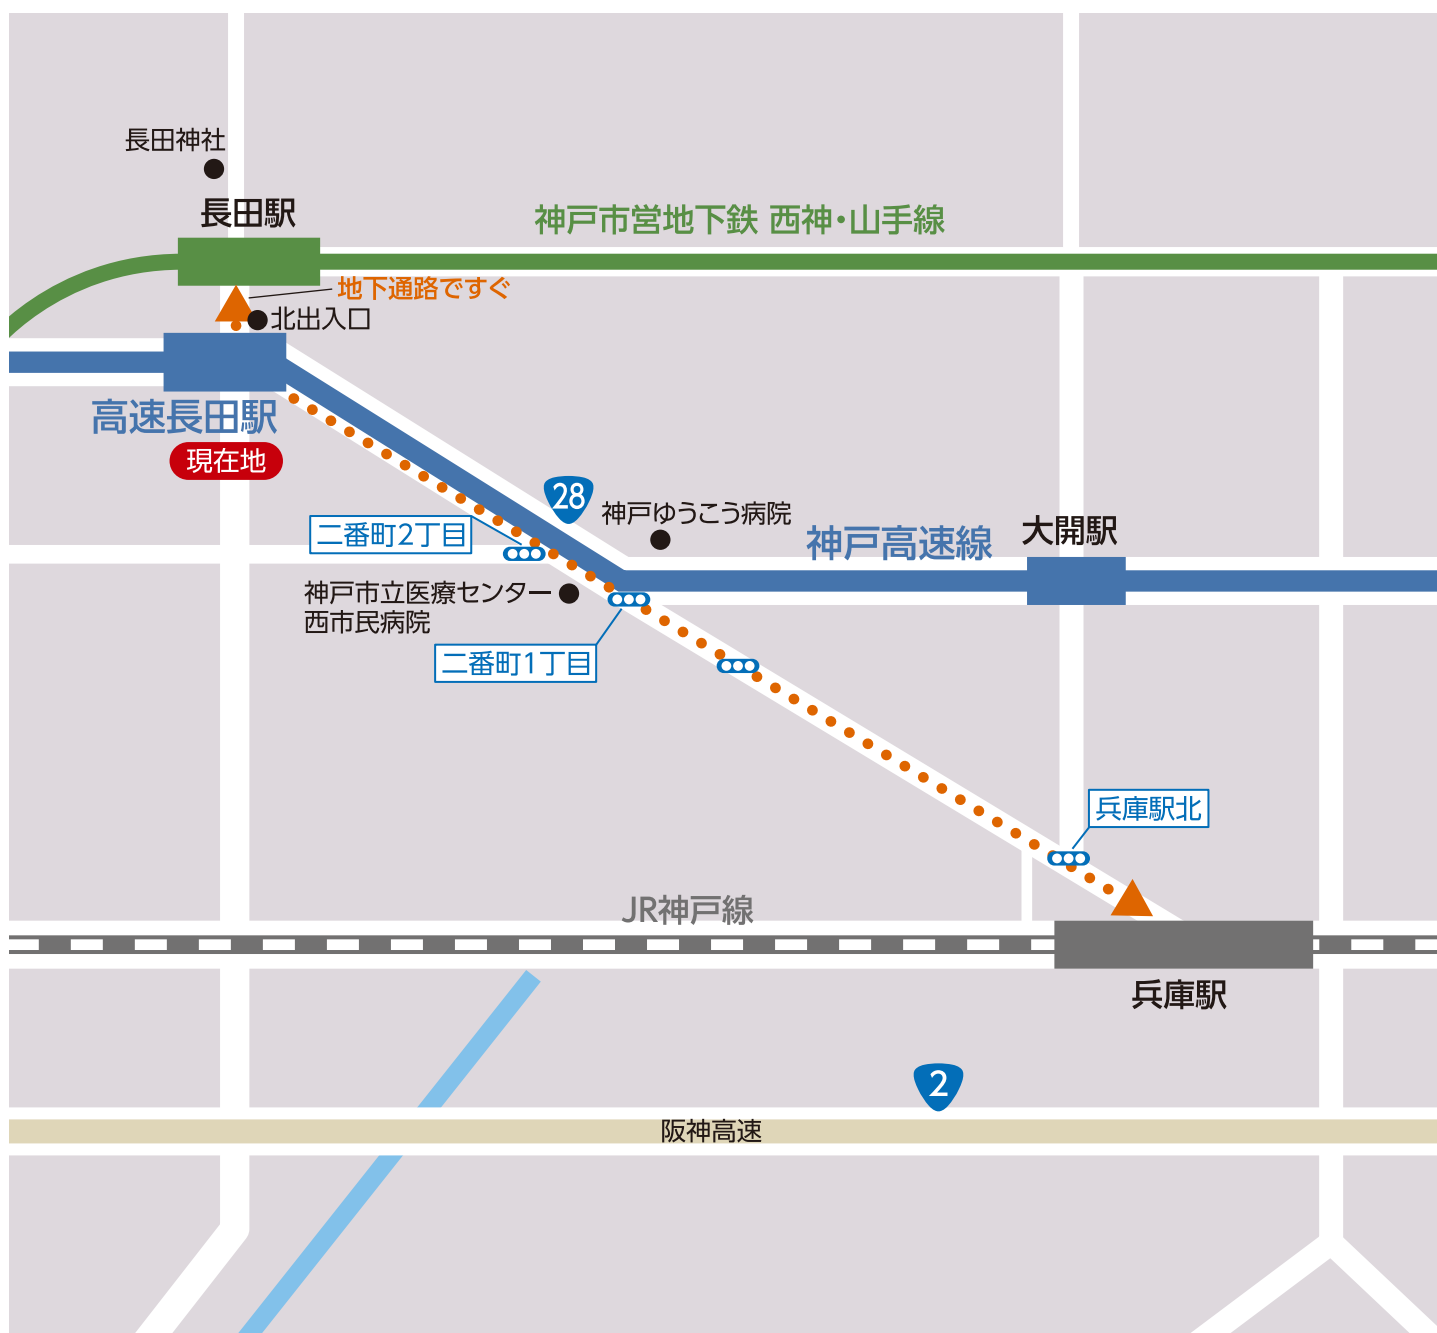 長田神社
長田駅
神戸市営地下鉄 西神・山手線
地下通路ですぐ
北出入口
高速長田駅
現在地
28
神戸ゆうこう病院
二番町2丁目
神戸高速線
大開駅
神戸市立医療センター
西市民病院
二番町1丁目
兵庫駅北
JR神戸線
兵庫駅
2
阪神高速